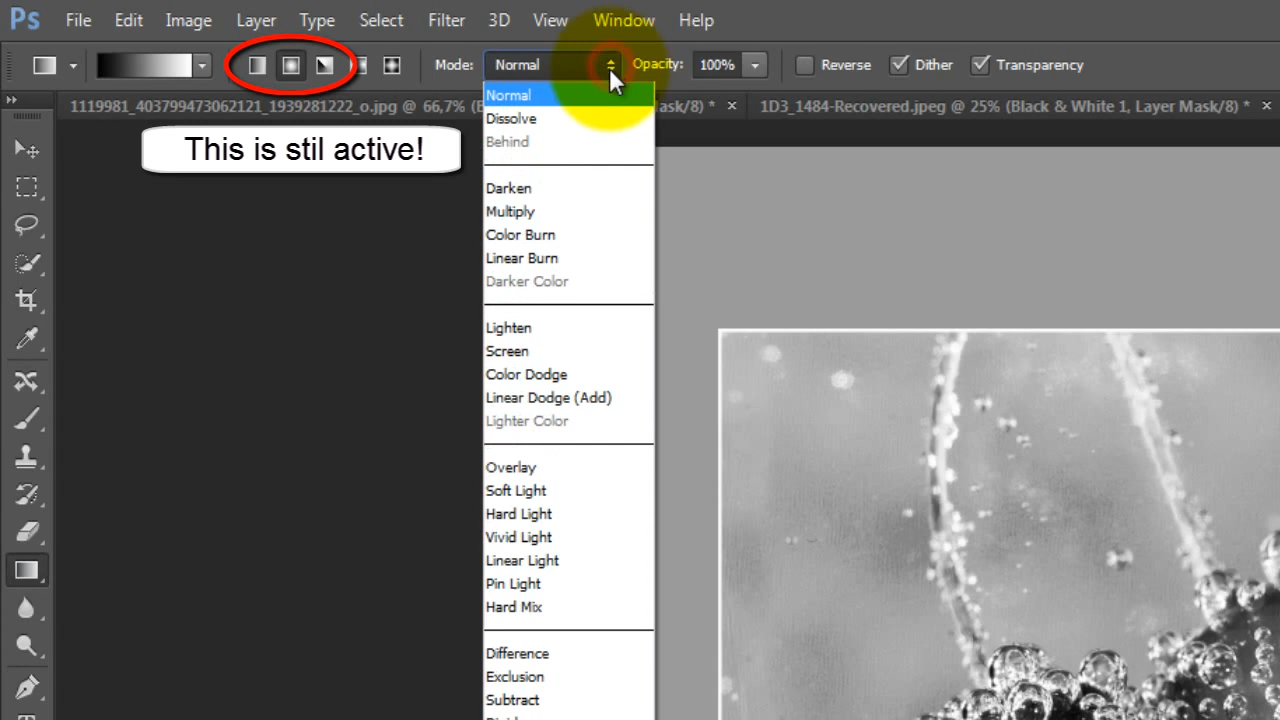 Ps File Edit Image Layer Type Select Filter 3D View Window Help
Mode: Normal Opacity: 100% Reverse Dither Transparency
1119981_403799473062121_1939281222_o.jpg @ 66,7% (B Mask/8) * × 1D3_1484-Recovered.jpeg @ 25% (Black & White 1, Layer Mask/8) * ×
This is stil active!
Normal
Dissolve
Behind
Darken
Multiply
Color Burn
Linear Burn
Darker Color
Lighten
Screen
Color Dodge
Linear Dodge (Add)
Lighter Color
Overlay
Soft Light
Hard Light
Vivid Light
Linear Light
Pin Light
Hard Mix
Difference
Exclusion
Subtract